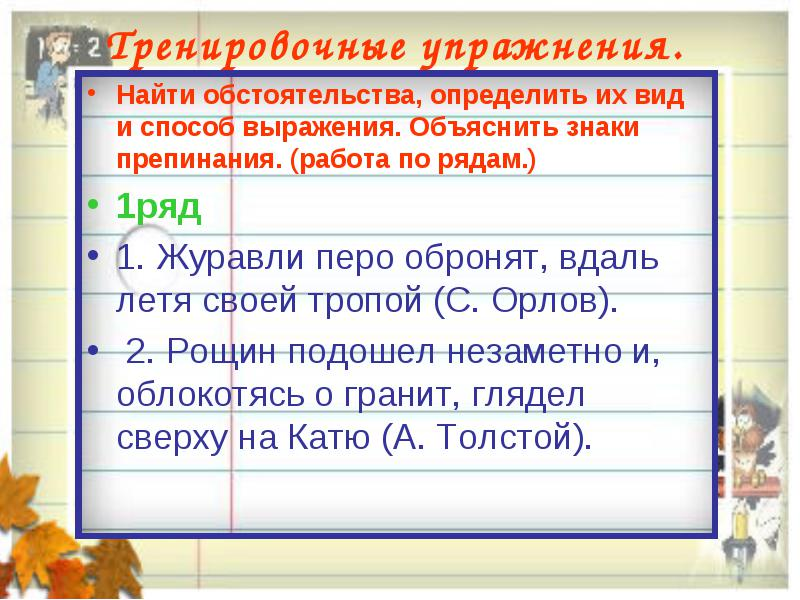 Тренировочные упражнения.
• Найти обстоятельства, определить их вид
и способ выражения. Объяснить знаки
препинания. (работа по рядам.)
• 1ряд
• 1. Журавли перо обронят, вдаль
летя своей тропой (С. Орлов).
• 2. Рощин подошел незаметно и,
облокотясь о гранит, глядел
сверху на Катю (А. Толстой).